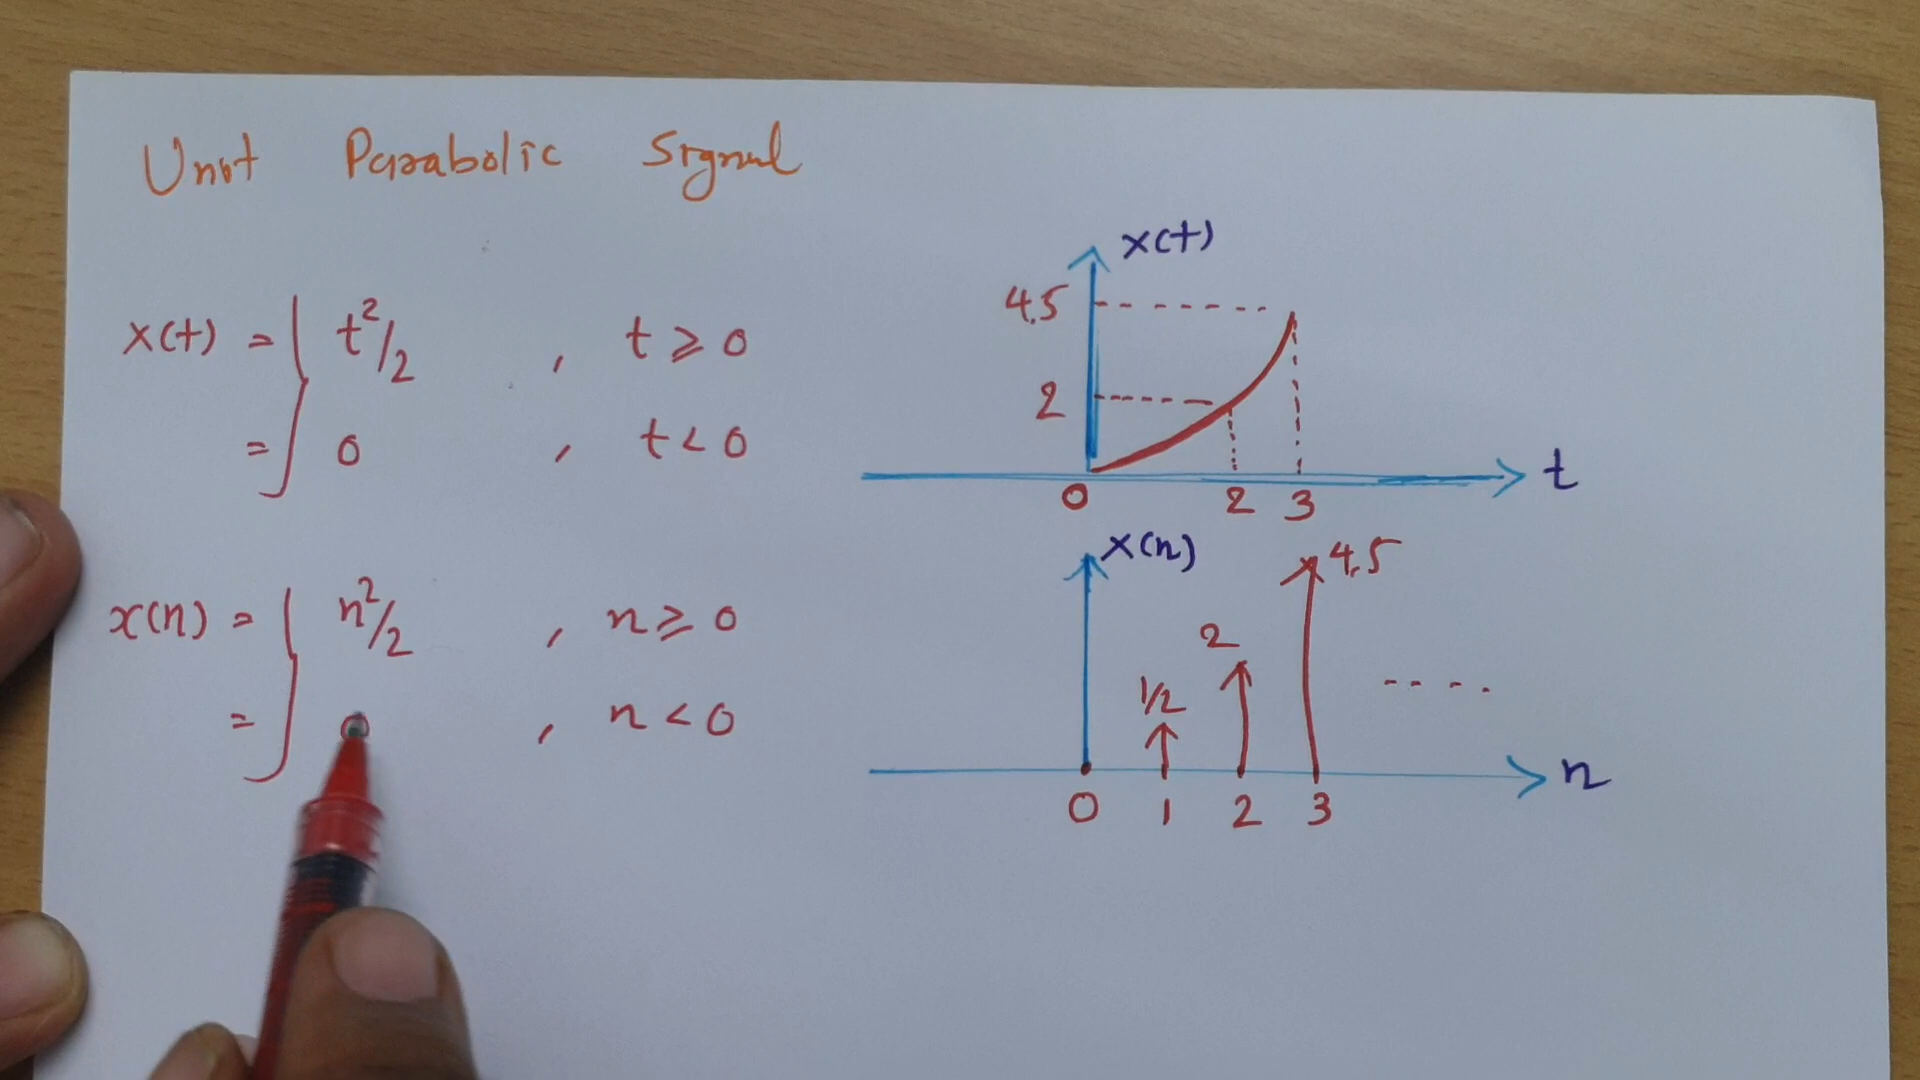 Unit Parabolic Signal
x(t) = { t²/2 , t ≥ 0
= 0 , t < 0
x(n) = { n²/2 , n ≥ 0
= 0 , n < 0
x(t)
4.5
2
0 2 3 t
x(n) 4.5
2
1/2
- - - -
n
0 1 2 3